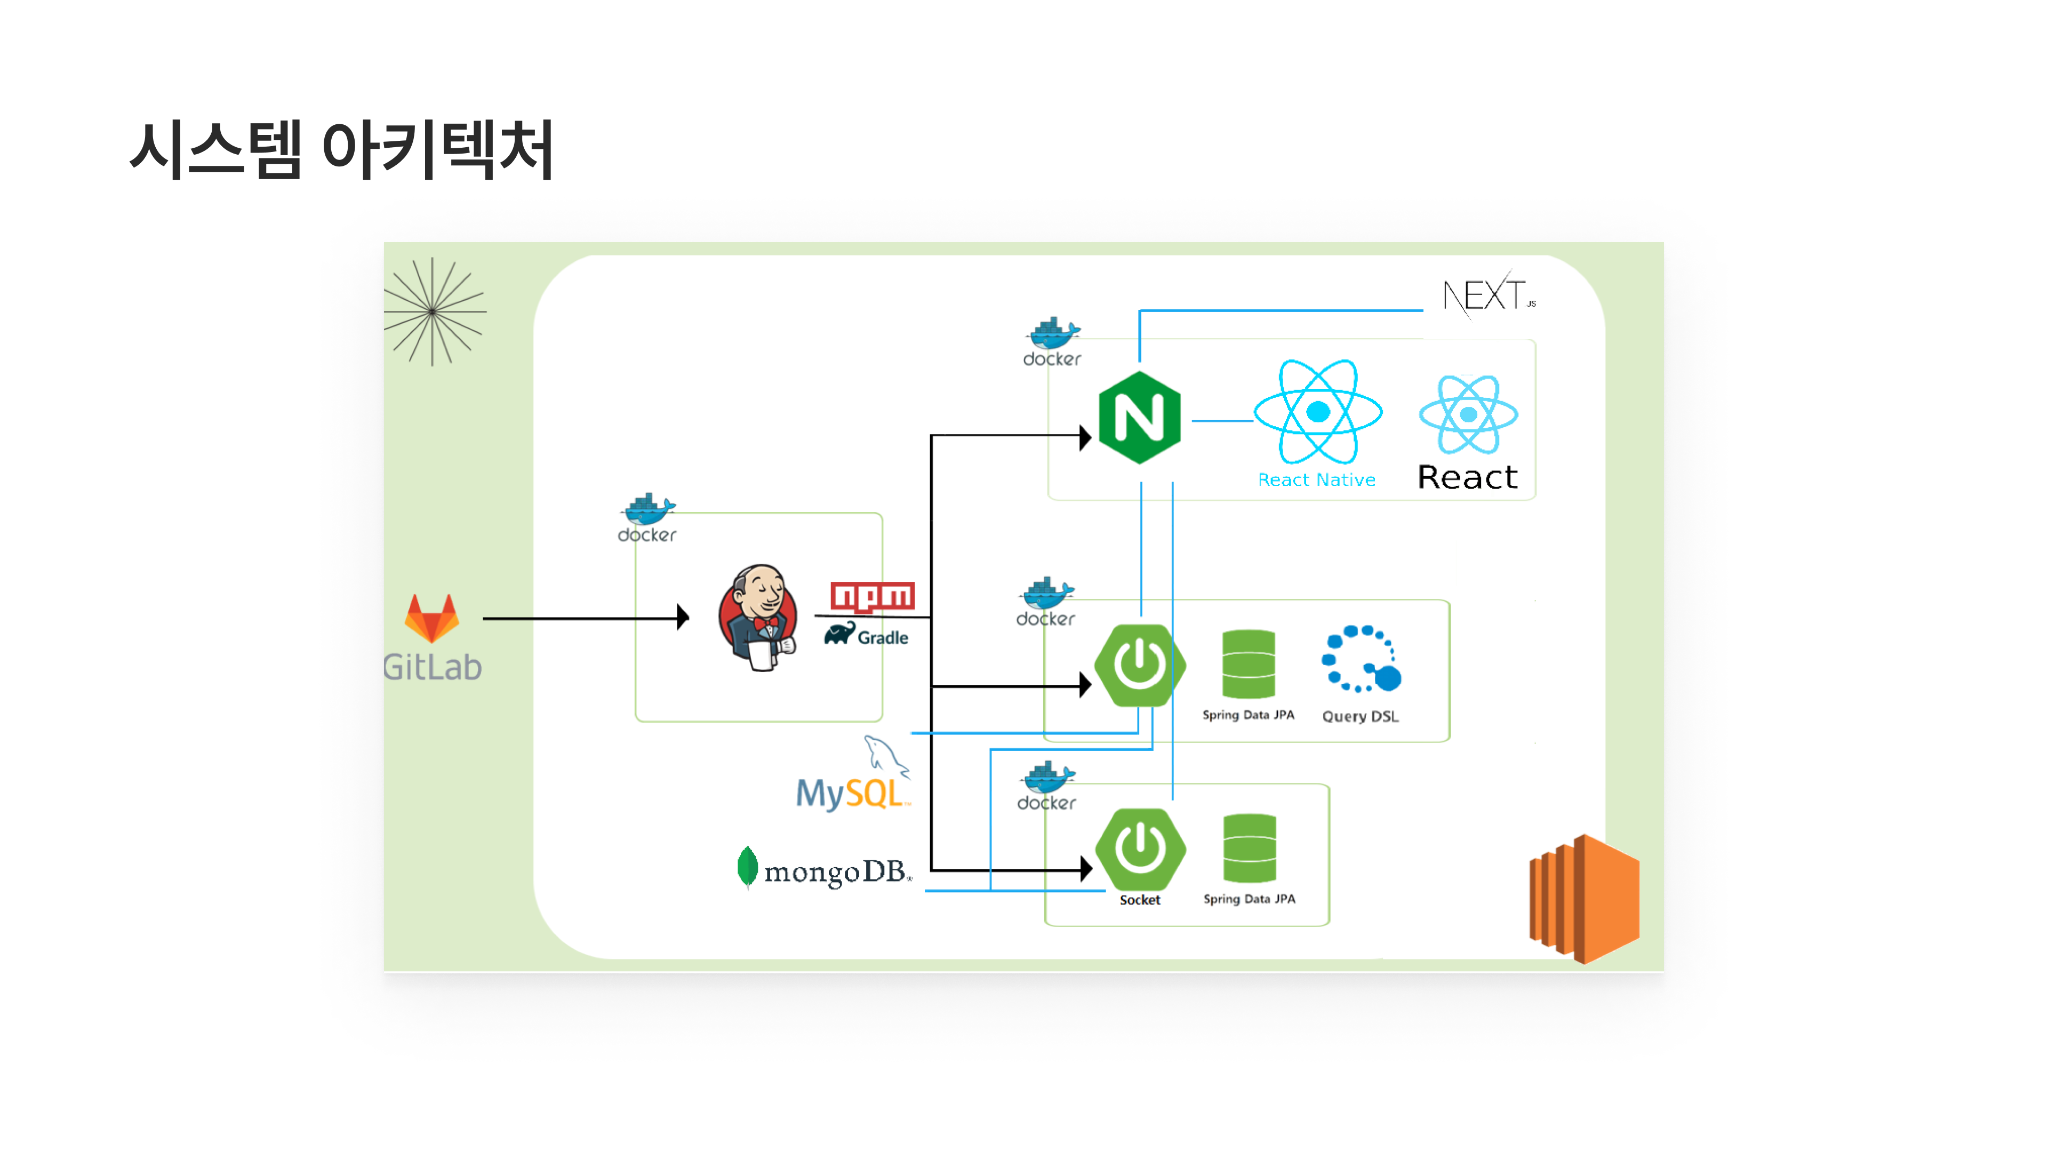 시스템 아키텍처
NEXT.JS
docker
React Native
React
docker
npm
Gradle
GitLab
docker
Spring Data JPA
Query DSL
MySQL™
docker
mongoDB®
Socket
Spring Data JPA